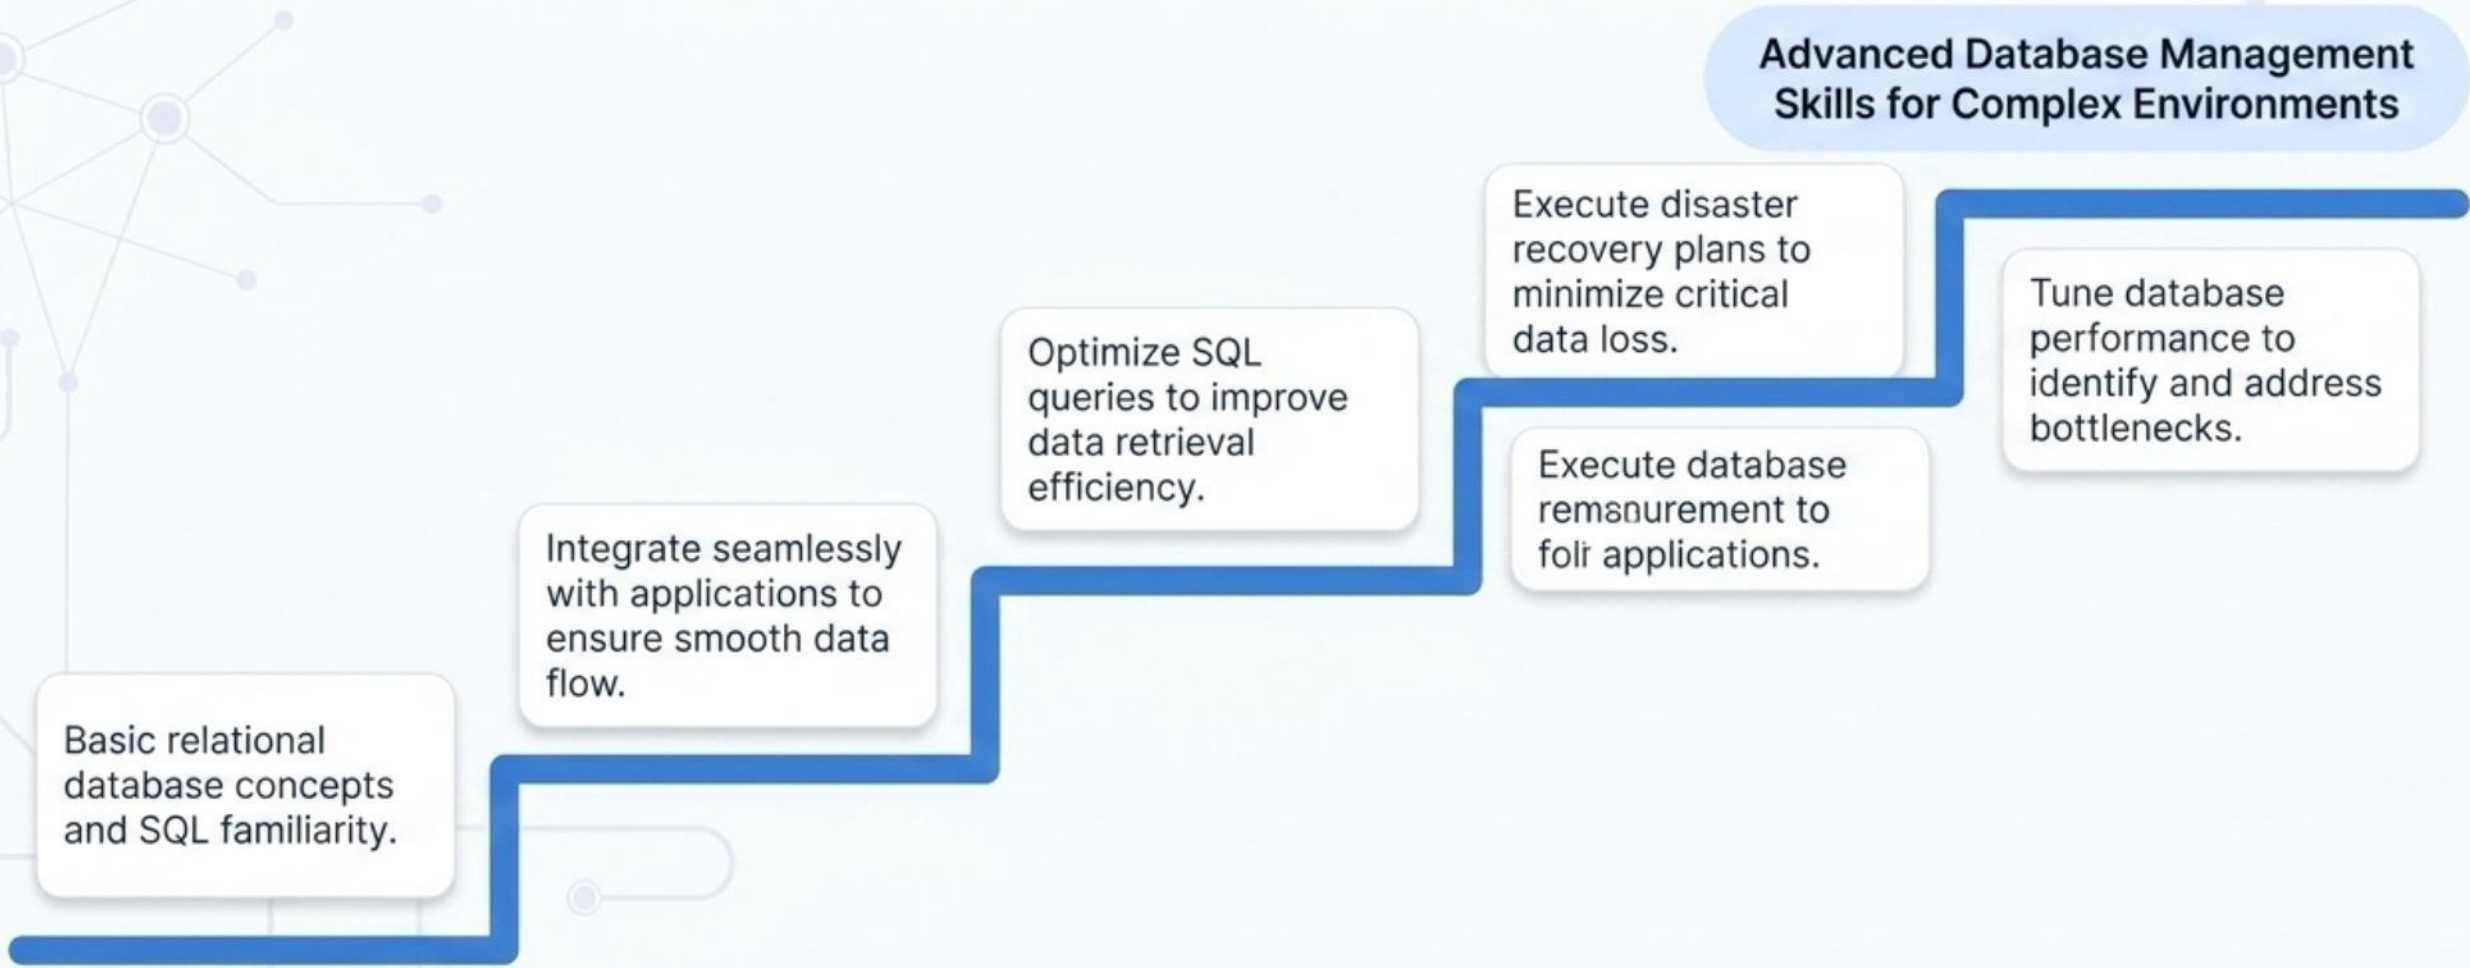 Advanced Database Management
Skills for Complex Environments
Execute disaster
recovery plans to
minimize critical
data loss.
Tune database
performance to
identify and address
bottlenecks.
Optimize SQL
queries to improve
data retrieval
efficiency.
Execute database
to
applications.
Integrate seamlessly
with applications to
ensure smooth data
flow.
Basic relational
database concepts
and SQL familiarity.